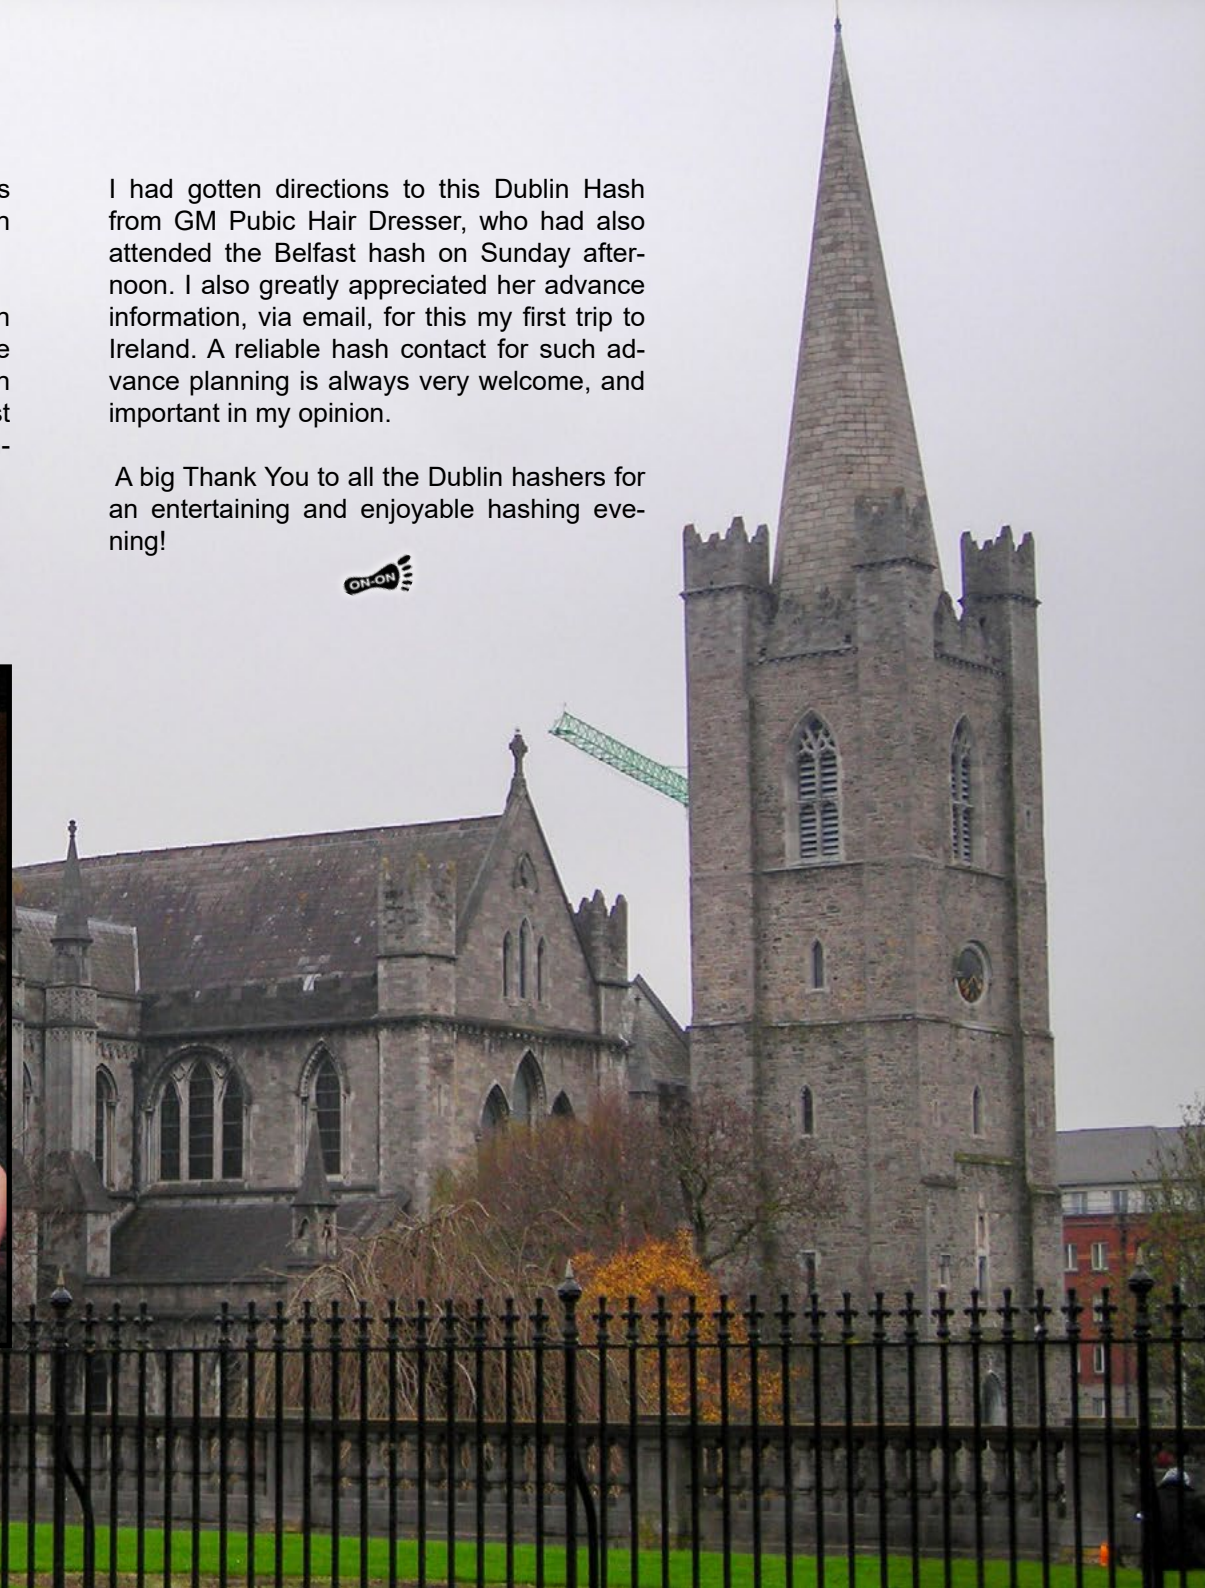 s
n
n
e
n
st
-
I had gotten directions to this Dublin Hash
from GM Pubic Hair Dresser, who had also
attended the Belfast hash on Sunday after-
noon. I also greatly appreciated her advance
information, via email, for this my first trip to
Ireland. A reliable hash contact for such ad-
vance planning is always very welcome, and
important in my opinion.
A big Thank You to all the Dublin hashers for
an entertaining and enjoyable hashing eve-
ning!
ON-ON